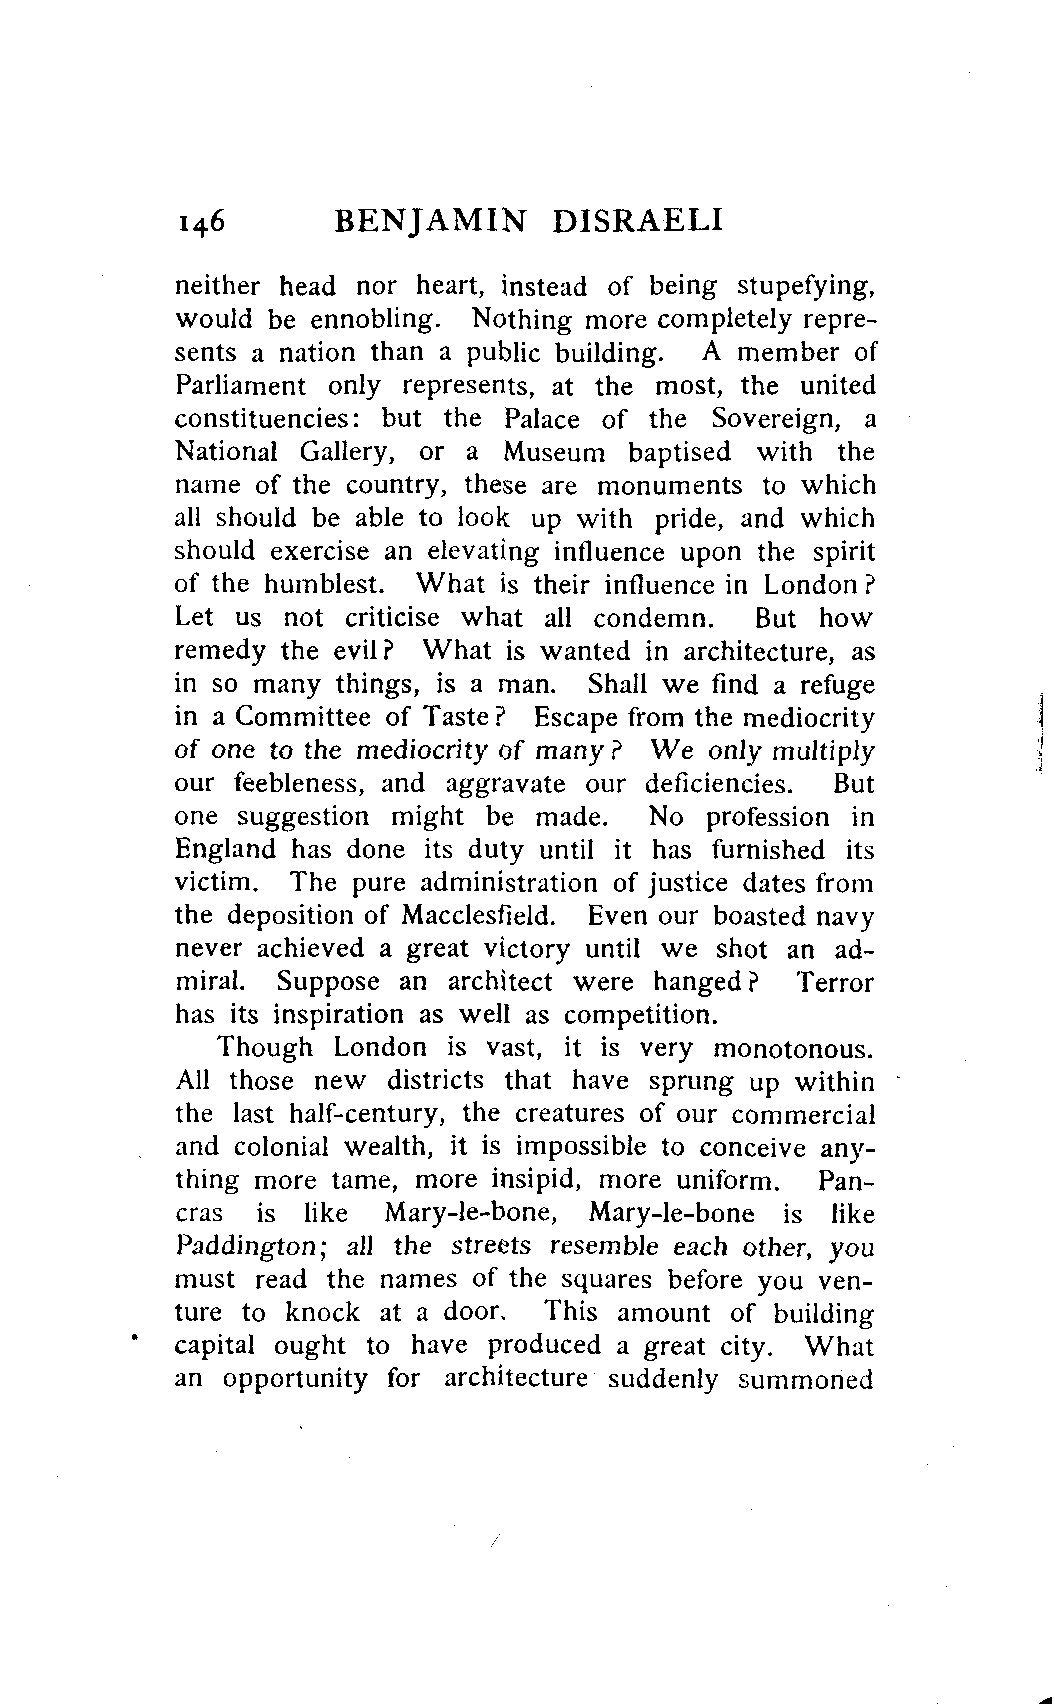 146 BENJAMIN DISRAELI
neither head nor heart, instead of being stupefying,
would be ennobling. Nothing more completely repre-
sents a nation than a public building. A member of
Parliament only represents, at the most, the united
constituencies: but the Palace of the Sovereign, a
National Gallery, or a Museum baptised with the
name of the country, these are monuments to which
all should be able to look up with pride, and which
should exercise an elevating influence upon the spirit
of the humblest. What is their influence in London?
Let us not criticise what all condemn. But how
remedy the evil? What is wanted in architecture, as
in so many things, is a man. Shall we find a refuge
in a Committee of Taste? Escape from the mediocrity
of one to the mediocrity of many? We only multiply
our feebleness, and aggravate our deficiencies. But
one suggestion might be made. No profession in
England has done its duty until it has furnished its
victim. The pure administration of justice dates from
the deposition of Macclesfield. Even our boasted navy
never achieved a great victory until we shot an ad-
miral. Suppose an architect were hanged? Terror
has its inspiration as well as competition.
Though London is vast, it is very monotonous.
All those new districts that have sprung up within
the last half-century, the creatures of our commercial
and colonial wealth, it is impossible to conceive any-
thing more tame, more insipid, more uniform. Pan-
cras is like Mary-le-bone, Mary-le-bone is like
Paddington; all the streets resemble each other, you
must read the names of the squares before you ven-
ture to knock at a door. This amount of building
capital ought to have produced a great city. What
an opportunity for architecture suddenly summoned